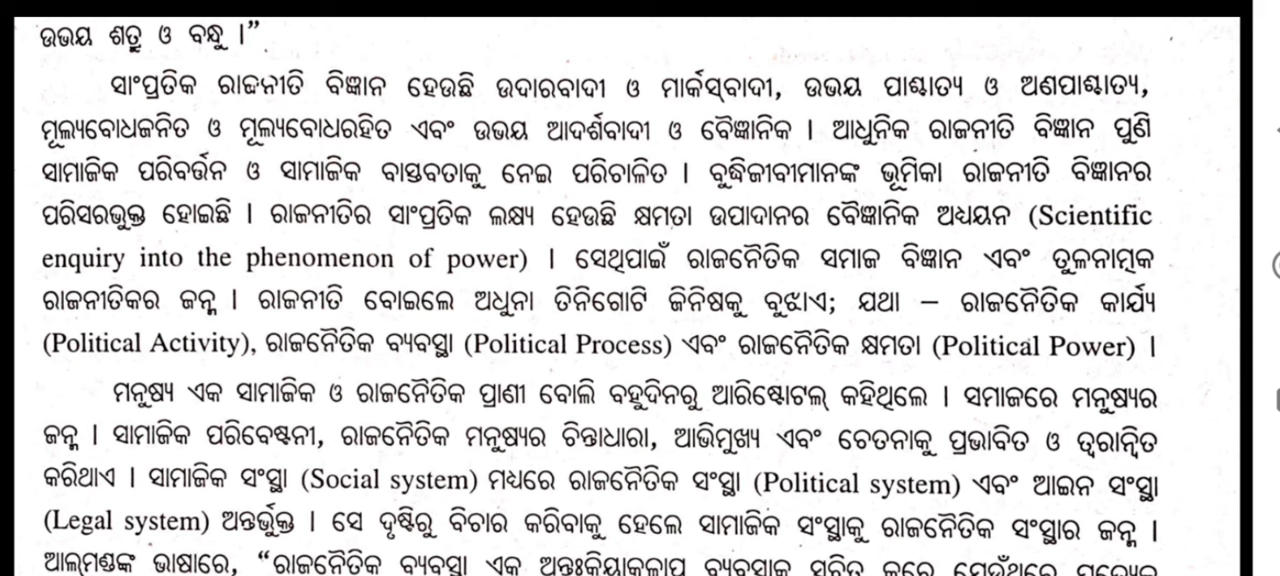 ଉଭୟ ଶତ୍ରୁ ଓ ବନ୍ଧୁ ।”
ସାଂପ୍ରତିକ ରାଜନୀତି ବିଜ୍ଞାନ ହେଉଛି ଉଦାରବାଦୀ ଓ ମାର୍କସ୍‌ବାଦୀ, ଉଭୟ ପାଶ୍ଚାତ୍ୟ ଓ ଅଣପାଶ୍ଚାତ୍ୟ,
ମୂଲ୍ୟବୋଧଜନିତ ଓ ମୂଲ୍ୟବୋଧରହିତ ଏବଂ ଉଭୟ ଆଦର୍ଶବାଦୀ ଓ ବୈଜ୍ଞାନିକ । ଆଧୁନିକ ରାଜନୀତି ବିଜ୍ଞାନ ପୁଣି
ସାମାଜିକ ପରିବର୍ତ୍ତନ ଓ ସାମାଜିକ ବାସ୍ତବତାକୁ ନେଇ ପରିଚାଳିତ । ବୁଦ୍ଧିଜୀବୀମାନଙ୍କ ଭୂମିକା ରାଜନୀତି ବିଜ୍ଞାନର
ପରିସରଭୁକ୍ତ ହୋଇଛି । ରାଜନୀତିର ସାଂପ୍ରତିକ ଲକ୍ଷ୍ୟ ହେଉଛି କ୍ଷମତା ଉପାଦାନର ବୈଜ୍ଞାନିକ ଅଧ୍ୟୟନ (Scientific
enquiry into the phenomenon of power) । ସେଥିପାଇଁ ରାଜନୈତିକ ସମାଜ ବିଜ୍ଞାନ ଏବଂ ତୁଳନାତ୍ମକ
ରାଜନୀତିକର ଜନ୍ମ । ରାଜନୀତି ବୋଇଲେ ଅଧୁନା ତିନିଗୋଟି ଜିନିଷକୁ ବୁଝାଏ; ଯଥା – ରାଜନୈତିକ କାର୍ଯ୍ୟ
(Political Activity), ରାଜନୈତିକ ବ୍ୟବସ୍ଥା (Political Process) ଏବଂ ରାଜନୈତିକ କ୍ଷମତା (Political Power) ।
ମନୁଷ୍ୟ ଏକ ସାମାଜିକ ଓ ରାଜନୈତିକ ପ୍ରାଣୀ ବୋଲି ବହୁଦିନରୁ ଆରିଷ୍ଟୋଟଲ୍ କହିଥିଲେ । ସମାଜରେ ମନୁଷ୍ୟର
ଜନ୍ମ । ସାମାଜିକ ପରିବେଷ୍ଟନୀ, ରାଜନୈତିକ ମନୁଷ୍ୟର ଚିନ୍ତାଧାରା, ଆଭିମୁଖ୍ୟ ଏବଂ ଚେତନାକୁ ପ୍ରଭାବିତ ଓ ତ୍ୱରାନ୍ୱିତ
କରିଥାଏ । ସାମାଜିକ ସଂସ୍ଥା (Social system) ମଧ୍ୟରେ ରାଜନୈତିକ ସଂସ୍ଥା (Political system) ଏବଂ ଆଇନ ସଂସ୍ଥା
(Legal system) ଅନ୍ତର୍ଭୁକ୍ତ । ସେ ଦୃଷ୍ଟିରୁ ବିଚାର କରିବାକୁ ହେଲେ ସାମାଜିକ ସଂସ୍ଥାକୁ ରାଜନୈତିକ ସଂସ୍ଥାର ଜନ୍ମ ।
ଆଲ୍‌ମଣ୍ଡଙ୍କ ଭାଷାରେ, “ରାଜନୈତିକ ବ୍ୟବସ୍ଥା ଏକ ଅନ୍ତଃକ୍ରିୟାକଳାପ ବ୍ୟବସ୍ଥାକୁ ସୂଚିତ କରେ